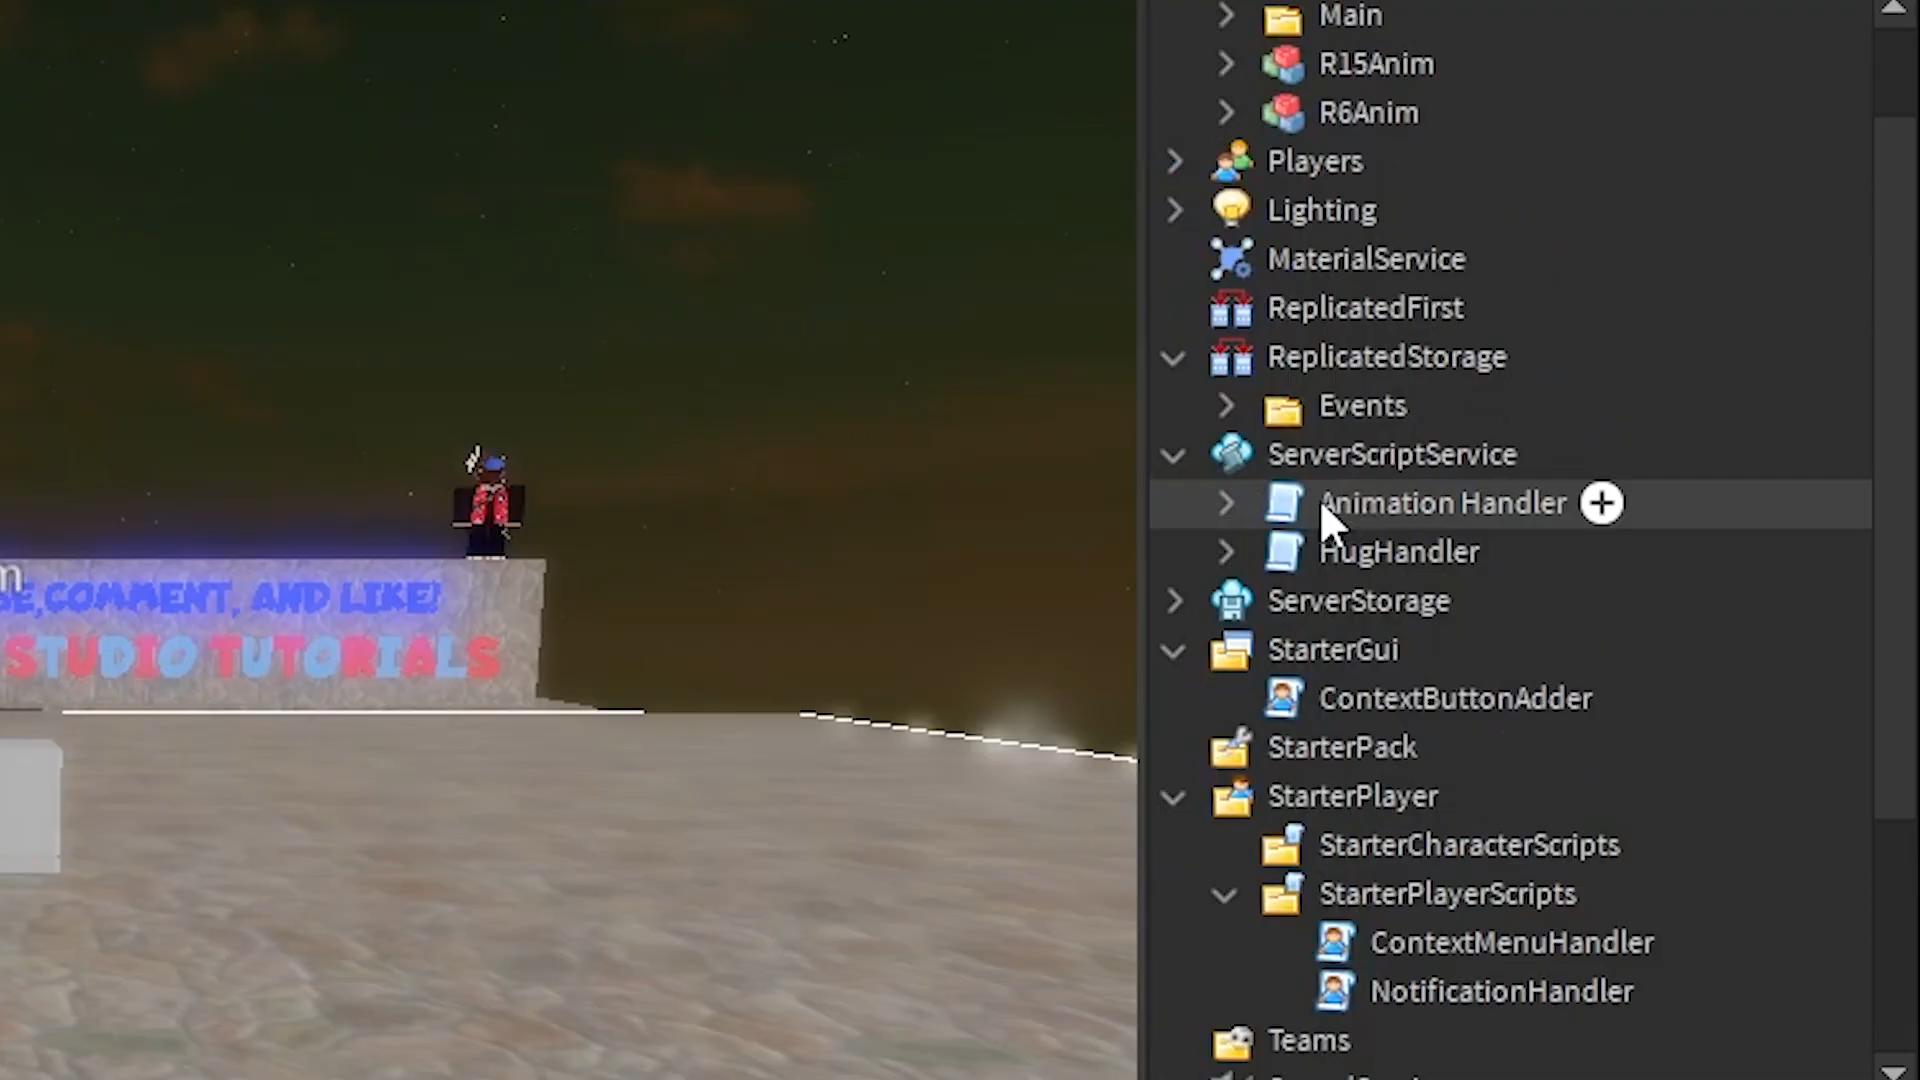 Main
R15Anim
R6Anim
Players
Lighting
MaterialService
ReplicatedFirst
ReplicatedStorage
Events
ServerScriptService
Animation Handler
HugHandler
ServerStorage
StarterGui
ContextButtonAdder
StarterPack
StarterPlayer
StarterCharacterScripts
StarterPlayerScripts
ContextMenuHandler
NotificationHandler
Teams
m
BE,COMMENT, AND LIKE!
STUDIO TUTORIALS